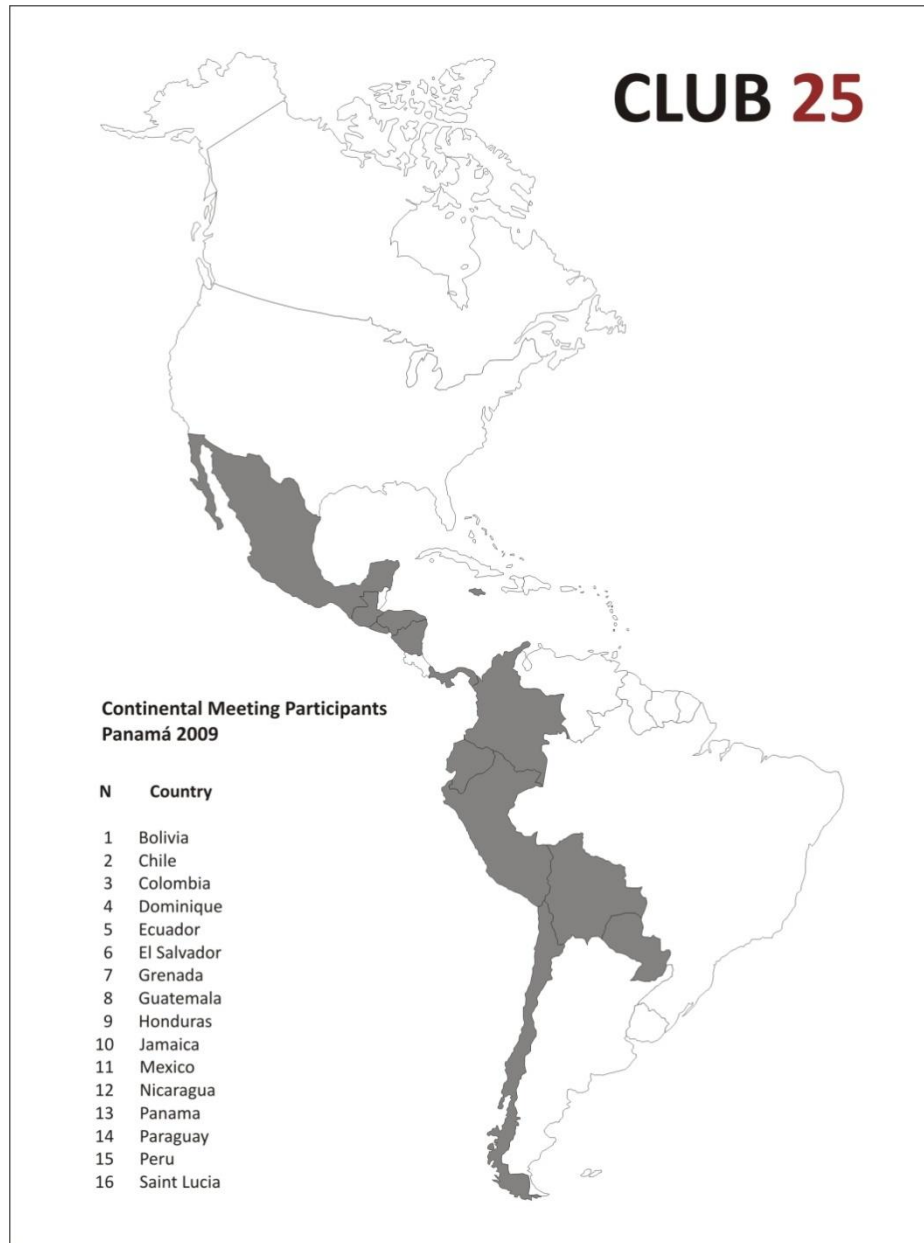 CLUB 25
Continental Meeting Participants
Panamá 2009
N Country
1 Bolivia
2 Chile
3 Colombia
4 Dominique
5 Ecuador
6 El Salvador
7 Grenada
8 Guatemala
9 Honduras
10 Jamaica
11 Mexico
12 Nicaragua
13 Panama
14 Paraguay
15 Peru
16 Saint Lucia